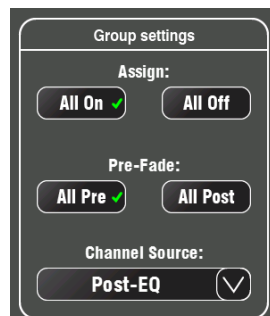 Group settings
Assign:
All On All Off
Pre-Fade:
All Pre All Post
Channel Source:
Post-EQ